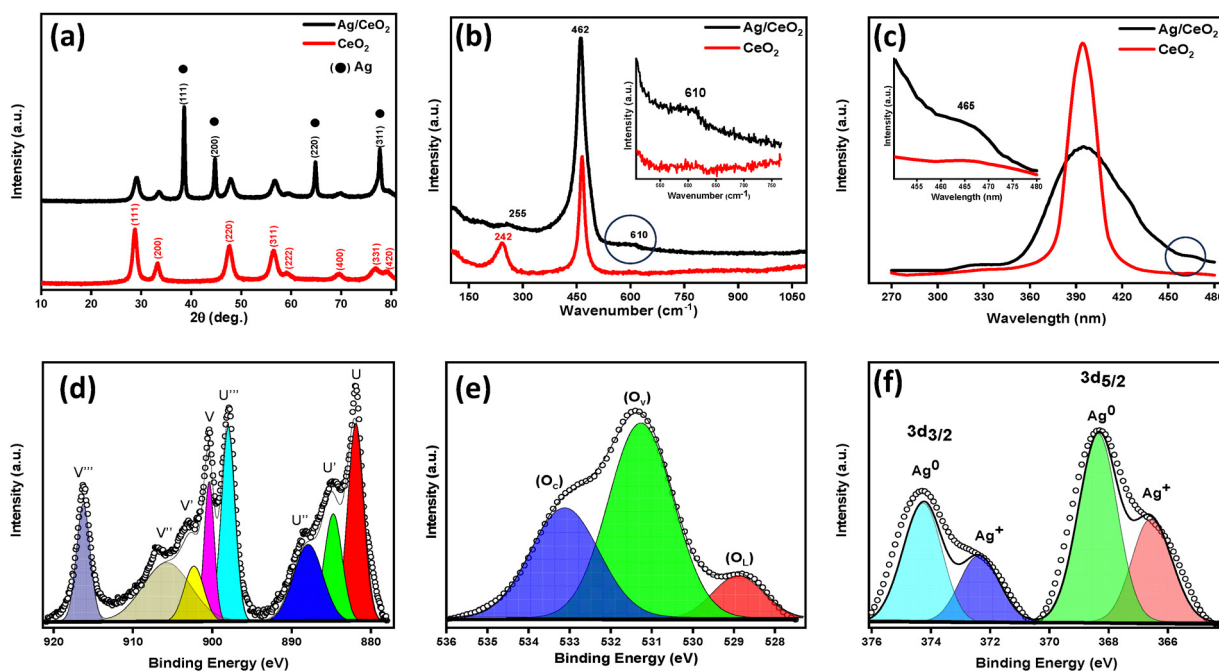 (a)
Ag/CeO₂
CeO₂
(●) Ag
(111)
(200)
(220)
(311)
(111)
(200)
(220)
(311)
(222)
(400)
(331)
(420)
Intensity (a.u.)
10 20 30 40 50 60 70 80
2θ (deg.)
(b)
462
Ag/CeO₂
CeO₂
255
242
610
Intensity (a.u.)
150 300 450 600 750 900 1050
Wavenumber (cm⁻¹)
610
Intensity (a.u.)
550 600 650 700 750
Wavenumber (cm⁻¹)
(c)
Ag/CeO₂
CeO₂
465
Intensity (a.u.)
455 460 465 470 475 480
Wavelength (nm)
Intensity (a.u.)
270 300 330 360 390 420 450 480
Wavelength (nm)
(d)
V'''
V''
V'
V
U'''
U''
U'
U
Intensity (a.u.)
920 910 900 890 880
Binding Energy (eV)
(e)
(Oᵥ)
(O꜀)
(O_L)
Intensity (a.u.)
536 534 533 532 531 530 529 528
Binding Energy (eV)
(f)
3d₅/₂
3d₃/₂
Ag⁰
Ag⁺
Ag⁰
Ag⁺
Intensity (a.u.)
376 374 372 370 368 366
Binding Energy (eV)